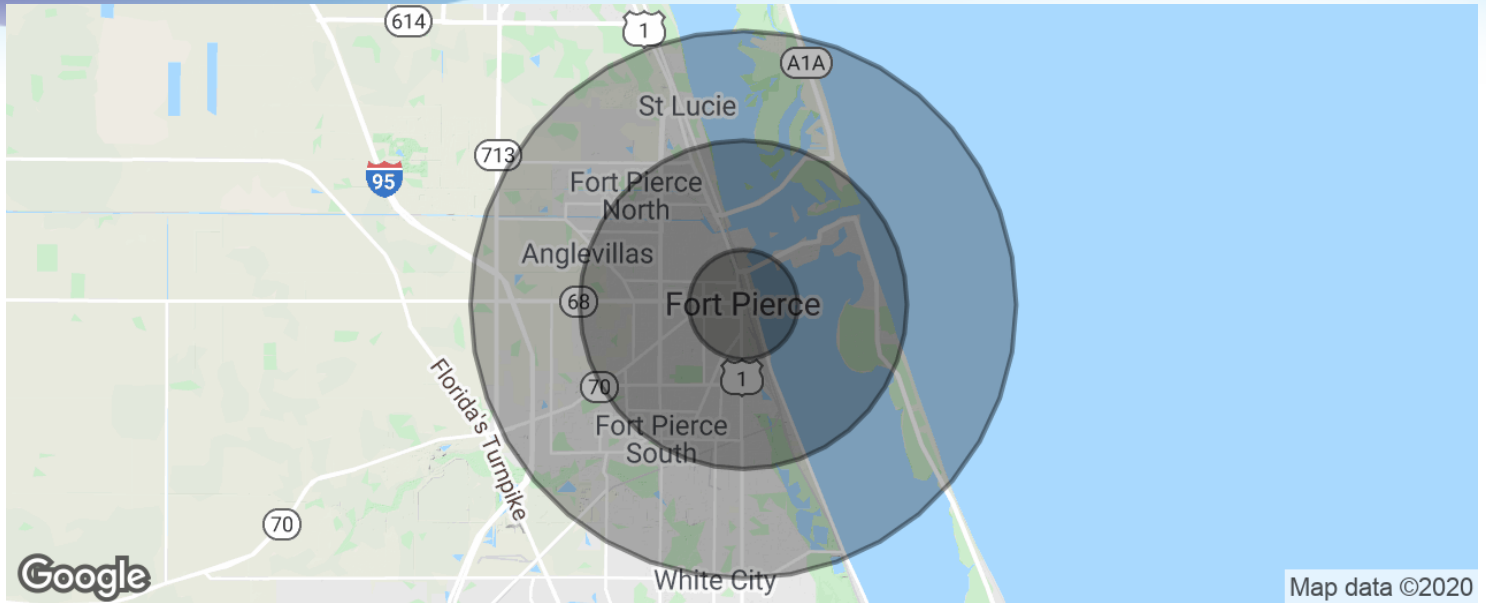 614
1
A1A
St Lucie
713
95
Fort Pierce
North
Anglevillas
68
Fort Pierce
1
70
Florida's Turnpike
Fort Pierce
South
70
White City
Google
Map data ©2020